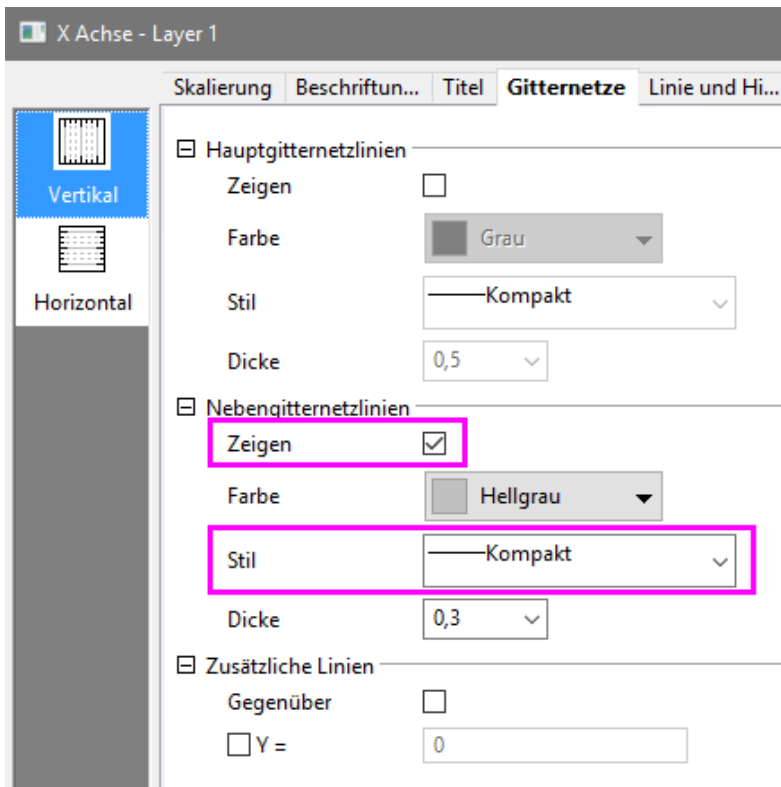 X Achse - Layer 1
Skalierung Beschriftun... Titel Gitternetze Linie und Hi...
Vertikal
Horizontal
Hauptgitternetzlinien
Zeigen
Farbe Grau
Stil Kompakt
Dicke 0,5
Nebengitternetzlinien
Zeigen
Farbe Hellgrau
Stil Kompakt
Dicke 0,3
Zusätzliche Linien
Gegenüber
Y = 0